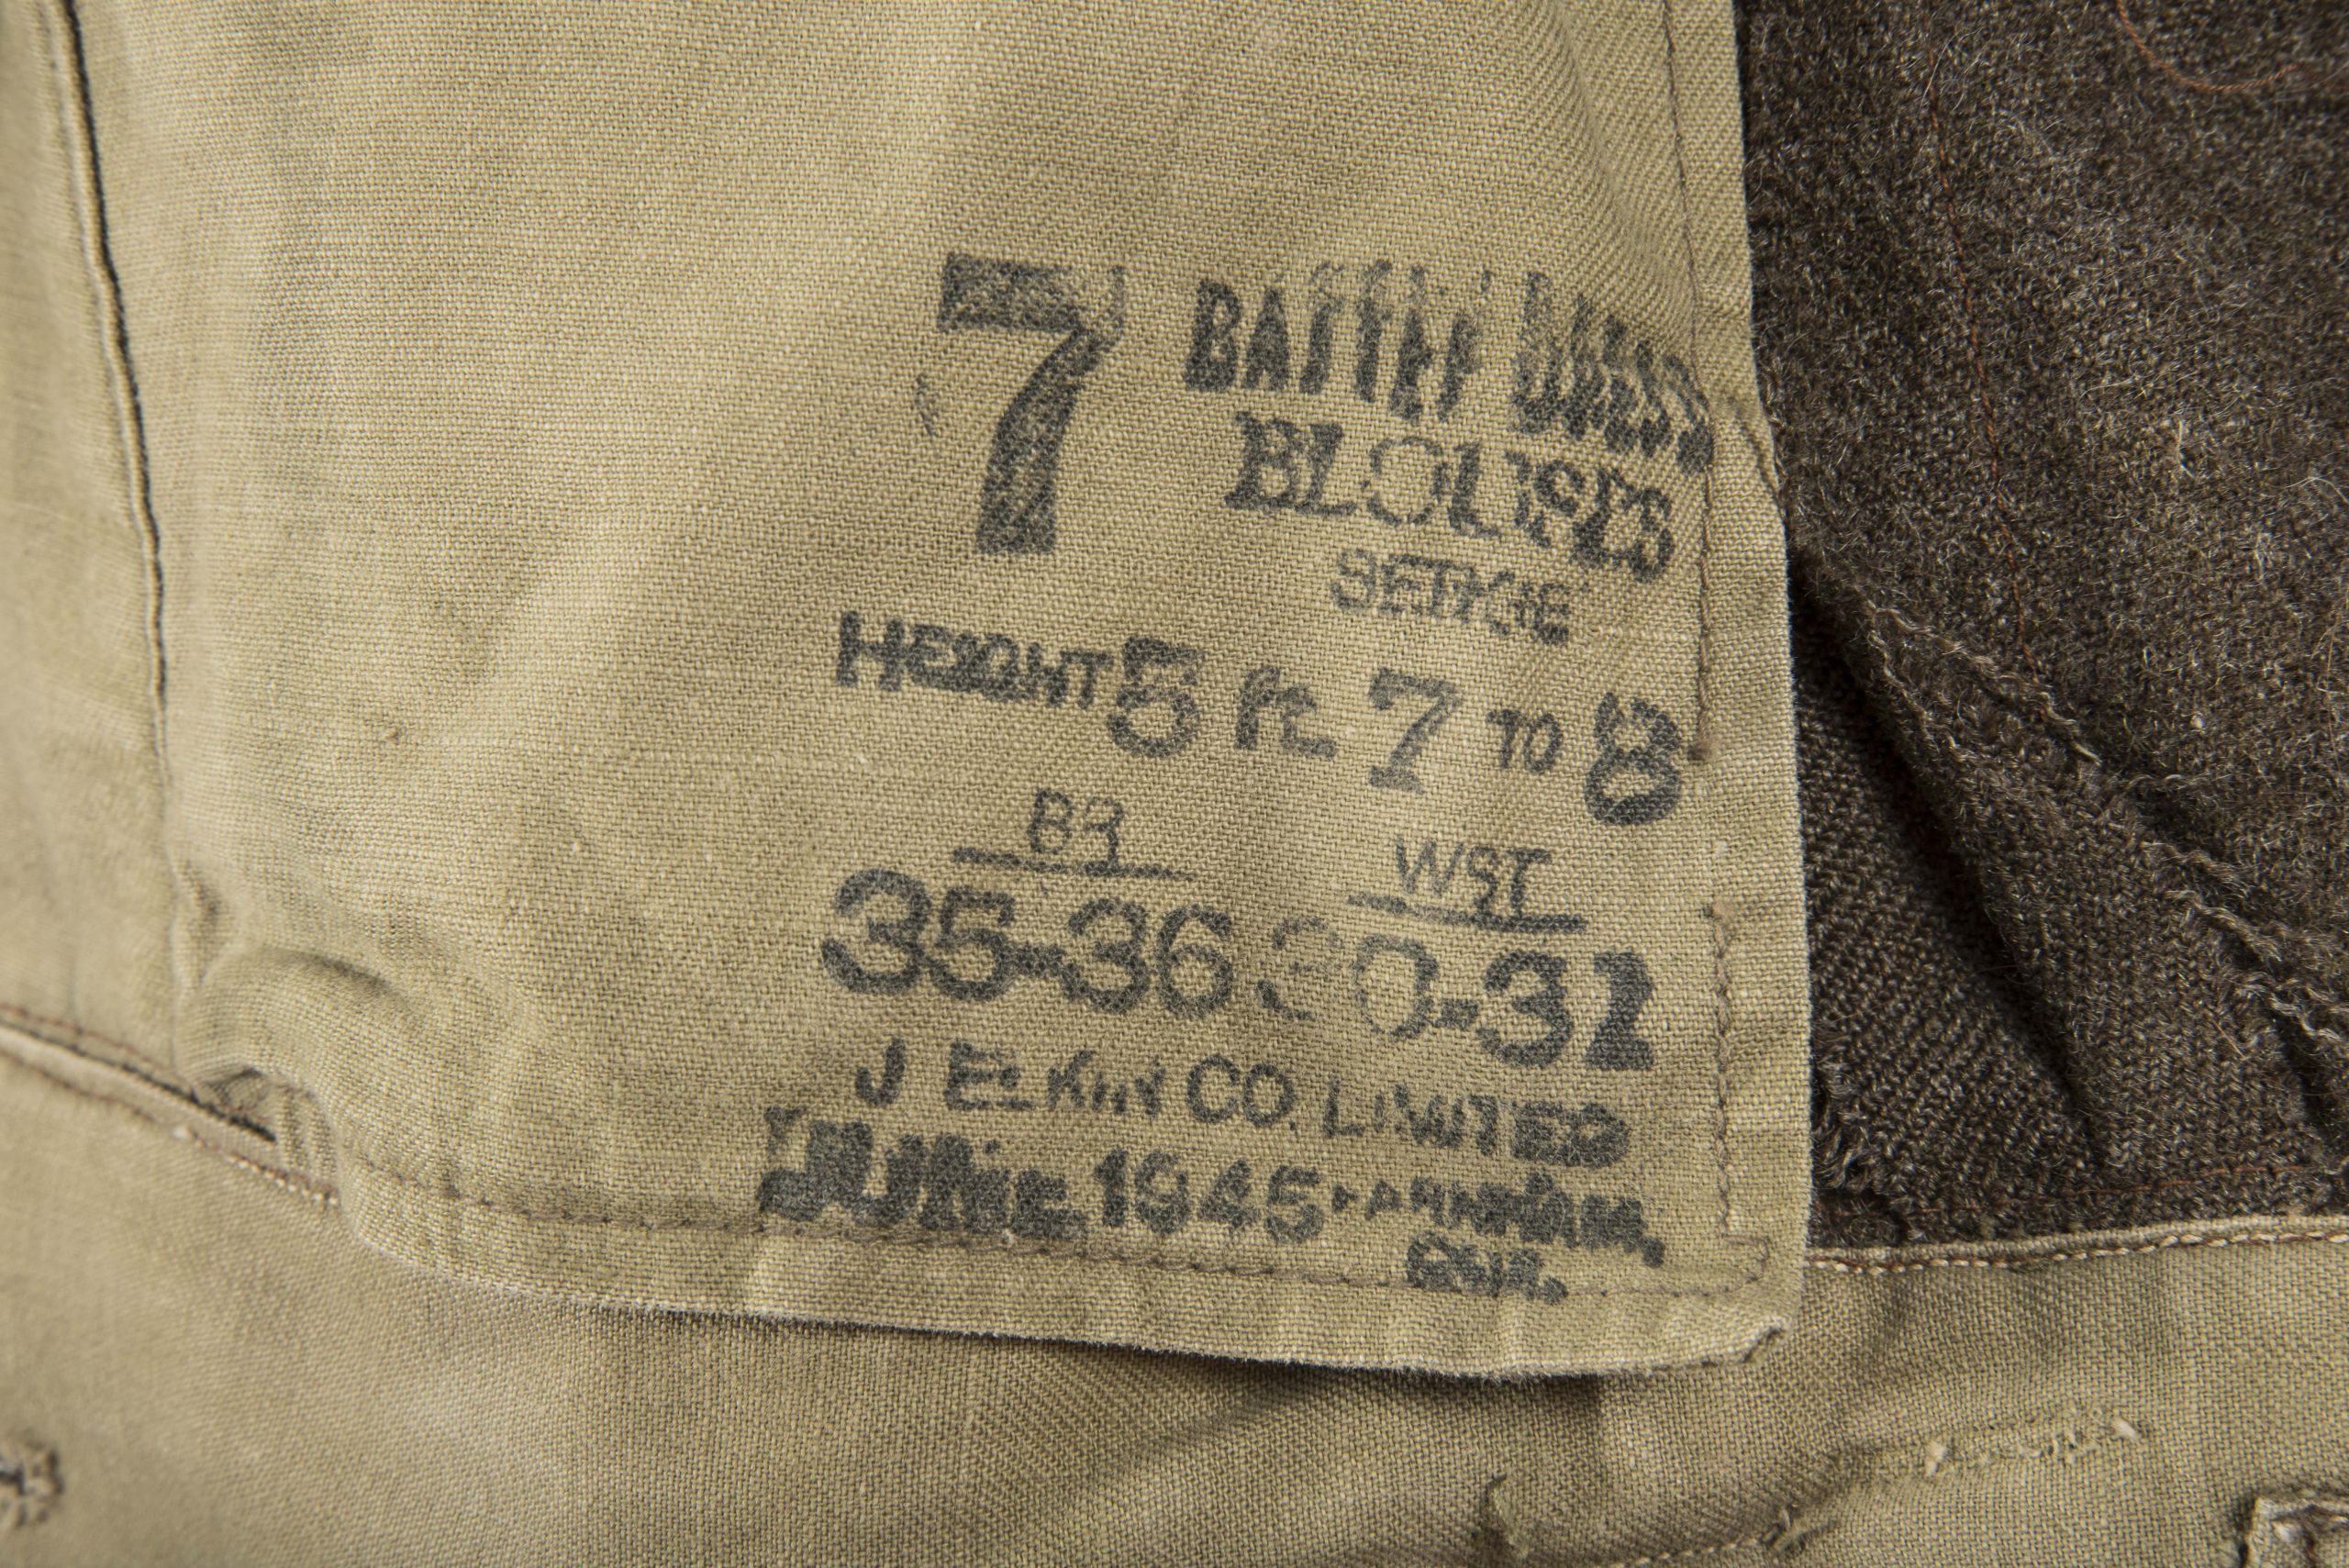 7 BATTLE DRESS
BLOUSES
SERGE
HEIGHT 5 ft. 7 TO 8
BR WST
35-36 30-31
J ELKIN CO. LIMITED
JUNE 1945